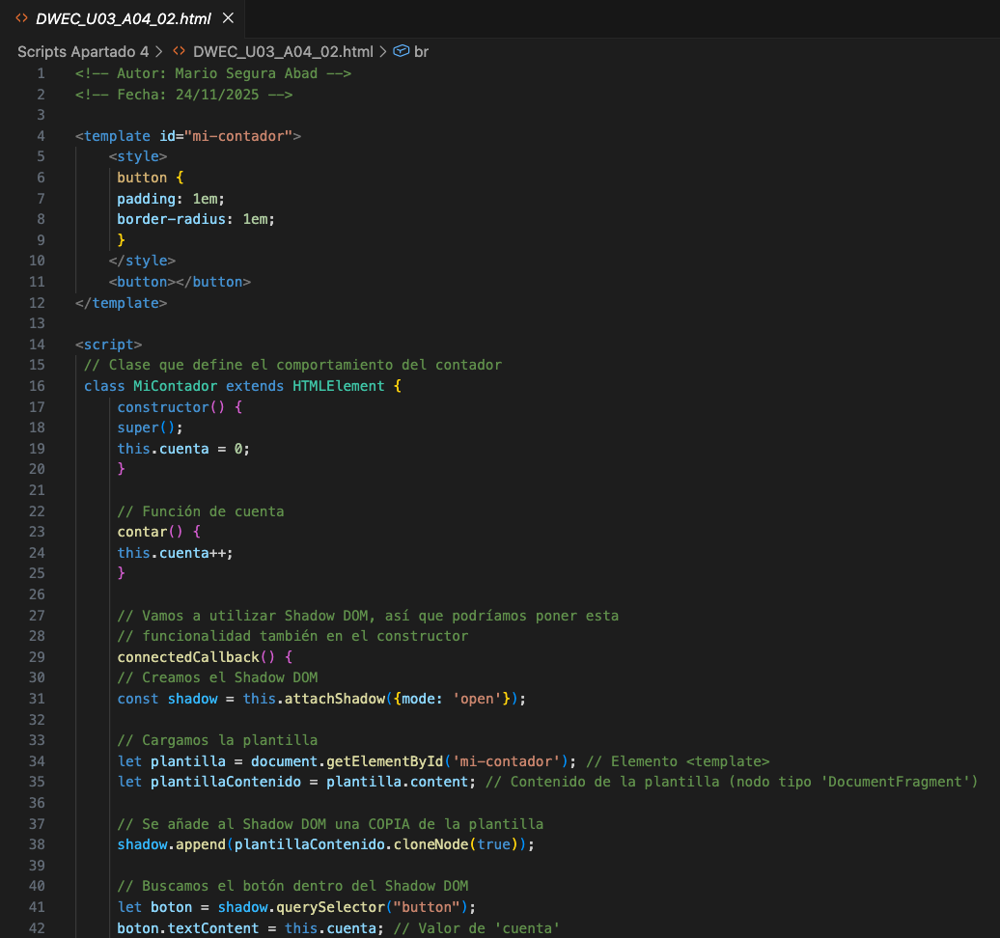 DWEC_U03_A04_02.html
Scripts Apartado 4 > DWEC_U03_A04_02.html > br
1 <!-- Autor: Mario Segura Abad -->
2 <!-- Fecha: 24/11/2025 -->
3
4 <template id="mi-contador">
5 <style>
6 button {
7 padding: 1em;
8 border-radius: 1em;
9 }
10 </style>
11 <button></button>
12 </template>
13
14 <script>
15 // Clase que define el comportamiento del contador
16 class MiContador extends HTMLElement {
17 constructor() {
18 super();
19 this.cuenta = 0;
20 }
21
22 // Función de cuenta
23 contar() {
24 this.cuenta++;
25 }
26
27 // Vamos a utilizar Shadow DOM, así que podríamos poner esta
28 // funcionalidad también en el constructor
29 connectedCallback() {
30 // Creamos el Shadow DOM
31 const shadow = this.attachShadow({mode: 'open'});
32
33 // Cargamos la plantilla
34 let plantilla = document.getElementById('mi-contador'); // Elemento <template>
35 let plantillaContenido = plantilla.content; // Contenido de la plantilla (nodo tipo 'DocumentFragment')
36
37 // Se añade al Shadow DOM una COPIA de la plantilla
38 shadow.append(plantillaContenido.cloneNode(true));
39
40 // Buscamos el botón dentro del Shadow DOM
41 let boton = shadow.querySelector("button");
42 boton.textContent = this.cuenta; // Valor de 'cuenta'